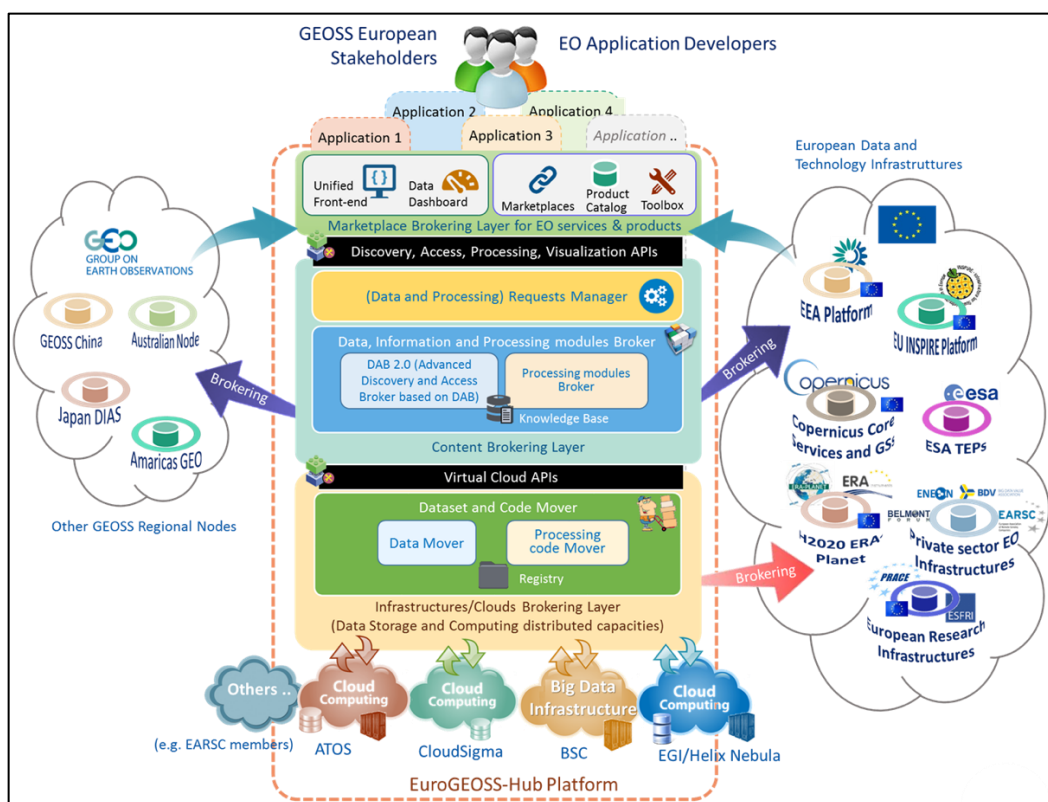 GEOSS European
Stakeholders
EO Application Developers
Application 2
Application 4
Application 1
Application 3
Application ..
Unified
Front-end
Data
Dashboard
Marketplaces
Product
Catalog
Toolbox
Marketplace Brokering Layer for EO services & products
Discovery, Access, Processing, Visualization APIs
(Data and Processing) Requests Manager
Data, Information and Processing modules Broker
DAB 2.0 (Advanced
Discovery and Access
Broker based on DAB)
Processing modules
Broker
Knowledge Base
Content Brokering Layer
Virtual Cloud APIs
Dataset and Code Mover
Data Mover
Processing
code Mover
Registry
Infrastructures/Clouds Brokering Layer
(Data Storage and Computing distributed capacities)
Others ..
(e.g. EARSC members)
Cloud
Computing
ATOS
Cloud
Computing
CloudSigma
Big Data
Infrastructure
BSC
Cloud
Computing
EGI/Helix Nebula
EuroGEOSS-Hub Platform
GEO
GROUP ON
EARTH OBSERVATIONS
GEOSS China
Australian Node
Japan DIAS
Amaricas GEO
Other GEOSS Regional Nodes
Brokering
Brokering
Brokering
European Data and
Technology Infrastruttures
EEA Platform
INSPIRE
EU INSPIRE Platform
opernicus
Copernicus Core
Services and GSs
esa
ESA TEPs
ERA-PLANET
ERA
BELMONT
FORUM
H2020 ERA
Planet
BDV
EARSC
Private sector EO
Infrastructures
PRACE
ESFRI
European Research
Infrastructures